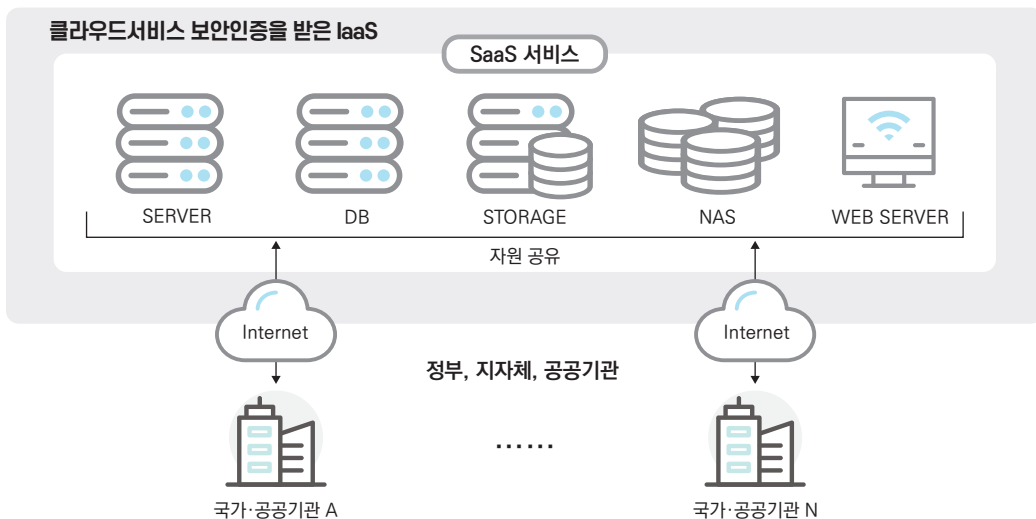 클라우드서비스 보안인증을 받은 IaaS
SaaS 서비스
SERVER
DB
STORAGE
NAS
WEB SERVER
자원 공유
Internet
Internet
정부, 지자체, 공공기관
......
국가·공공기관 A
국가·공공기관 N